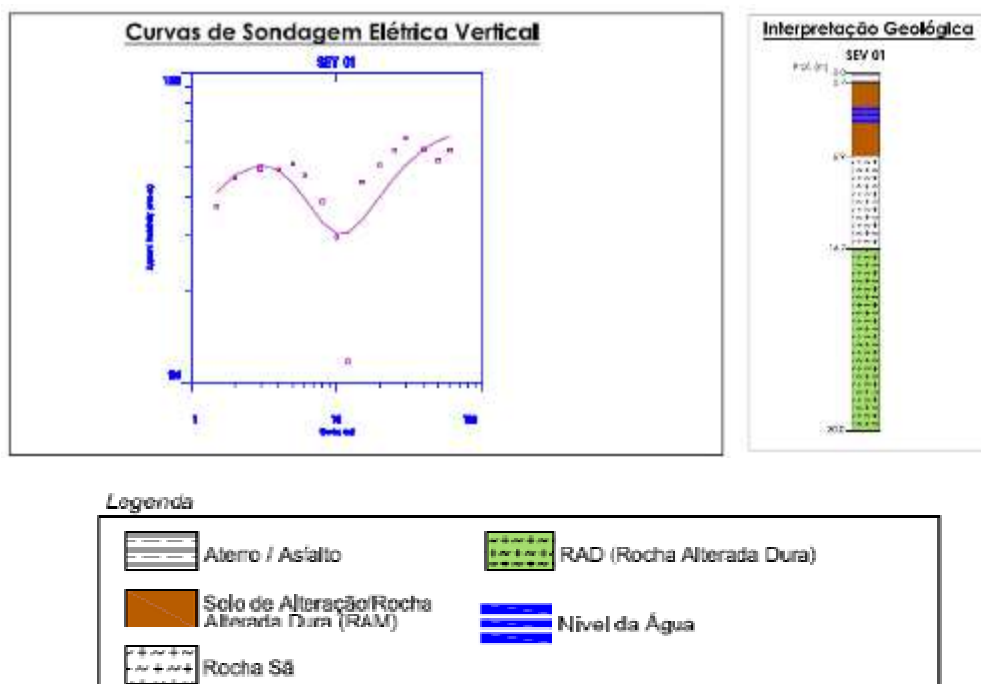 Curvas de Sondagem Elétrica Vertical
SEV 01
1
10
100
Interpretação Geológica
SEV 01
Legenda
Aterro / Asfalto
Solo de Alteração/Rocha
Alterada Dura (RAM)
Rocha Sã
RAD (Rocha Alterada Dura)
Nível da Água